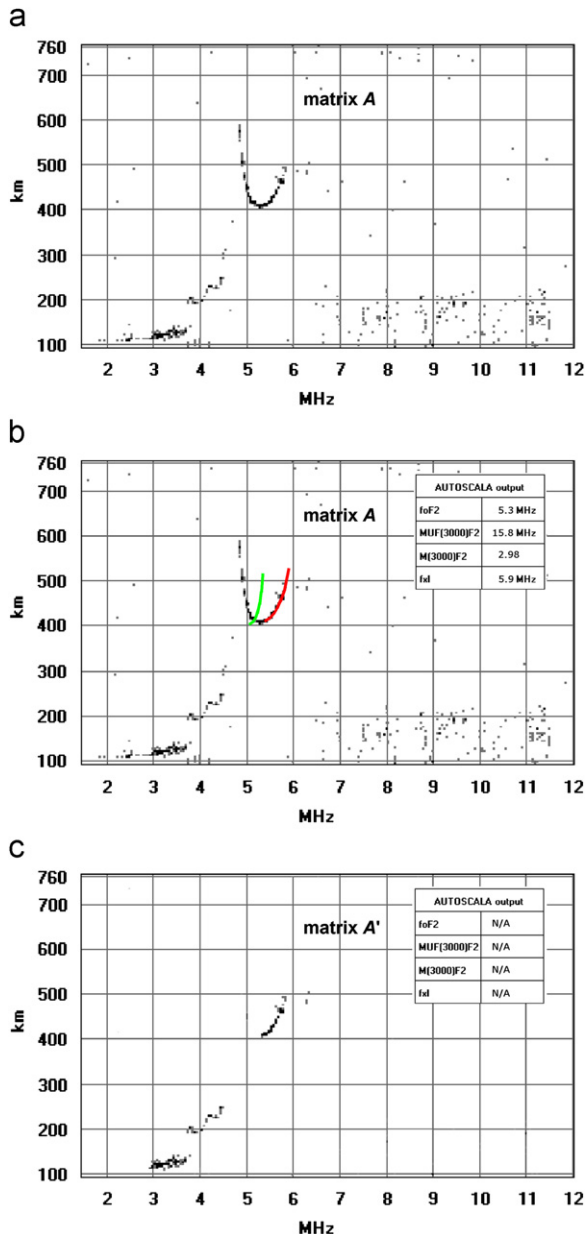 a
760
700
matrix A
600
500
km
400
300
200
100
2 3 4 5 6 7 8 9 10 11 12
MHz
b
760
AUTOSCALA output
700
foF2 5.3 MHz
matrix A
MUF(3000)F2 15.8 MHz
600
M(3000)F2 2.98
fxI 5.9 MHz
500
km
400
300
200
100
2 3 4 5 6 7 8 9 10 11 12
MHz
c
760
AUTOSCALA output
700
foF2 N/A
matrix A'
MUF(3000)F2 N/A
600
M(3000)F2 N/A
fxI N/A
500
km
400
300
200
100
2 3 4 5 6 7 8 9 10 11 12
MHz